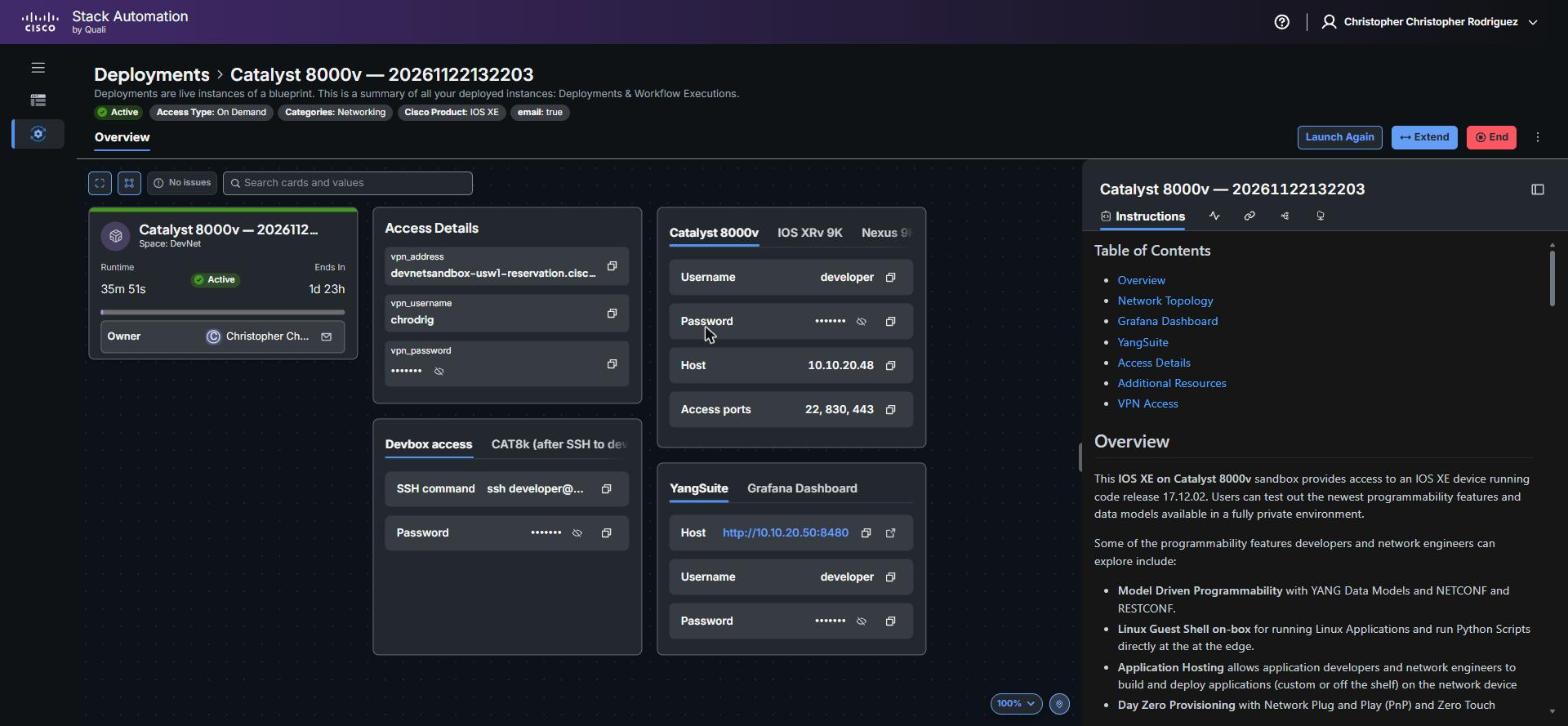 CISCO
Stack Automation
by Quali
Christopher Christopher Rodriguez
Deployments › Catalyst 8000v — 20261122132203
Deployments are live instances of a blueprint. This is a summary of all your deployed instances: Deployments & Workflow Executions.
Active
Access Type: On Demand
Categories: Networking
Cisco Product: IOS XE
email: true
Overview
Launch Again
Extend
End
No issues
Search cards and values
Catalyst 8000v — 2026112...
Space: DevNet
Runtime
35m 51s
Active
Ends In
1d 23h
Owner
C
Christopher Ch...
Access Details
vpn_address
devnetsandbox-usw1-reservation.cisc...
vpn_username
chrodrig
vpn_password
•••••••
Devbox access
CAT8k (after SSH to dev
SSH command ssh developer@...
Password •••••••
Catalyst 8000v
IOS XRv 9K
Nexus 9
Username developer
Password •••••••
Host 10.10.20.48
Access ports 22, 830, 443
YangSuite
Grafana Dashboard
Host http://10.10.20.50:8480
Username developer
Password •••••••
100%
Catalyst 8000v — 20261122132203
Instructions
Table of Contents
• Overview
• Network Topology
• Grafana Dashboard
• YangSuite
• Access Details
• Additional Resources
• VPN Access
Overview
This IOS XE on Catalyst 8000v sandbox provides access to an IOS XE device running
code release 17.12.02. Users can test out the newest programmability features and
data models available in a fully private environment.
Some of the programmability features developers and network engineers can
explore include:
• Model Driven Programmability with YANG Data Models and NETCONF and
RESTCONF.
• Linux Guest Shell on-box for running Linux Applications and run Python Scripts
directly at the at the edge.
• Application Hosting allows application developers and network engineers to
build and deploy applications (custom or off the shelf) on the network device
• Day Zero Provisioning with Network Plug and Play (PnP) and Zero Touch